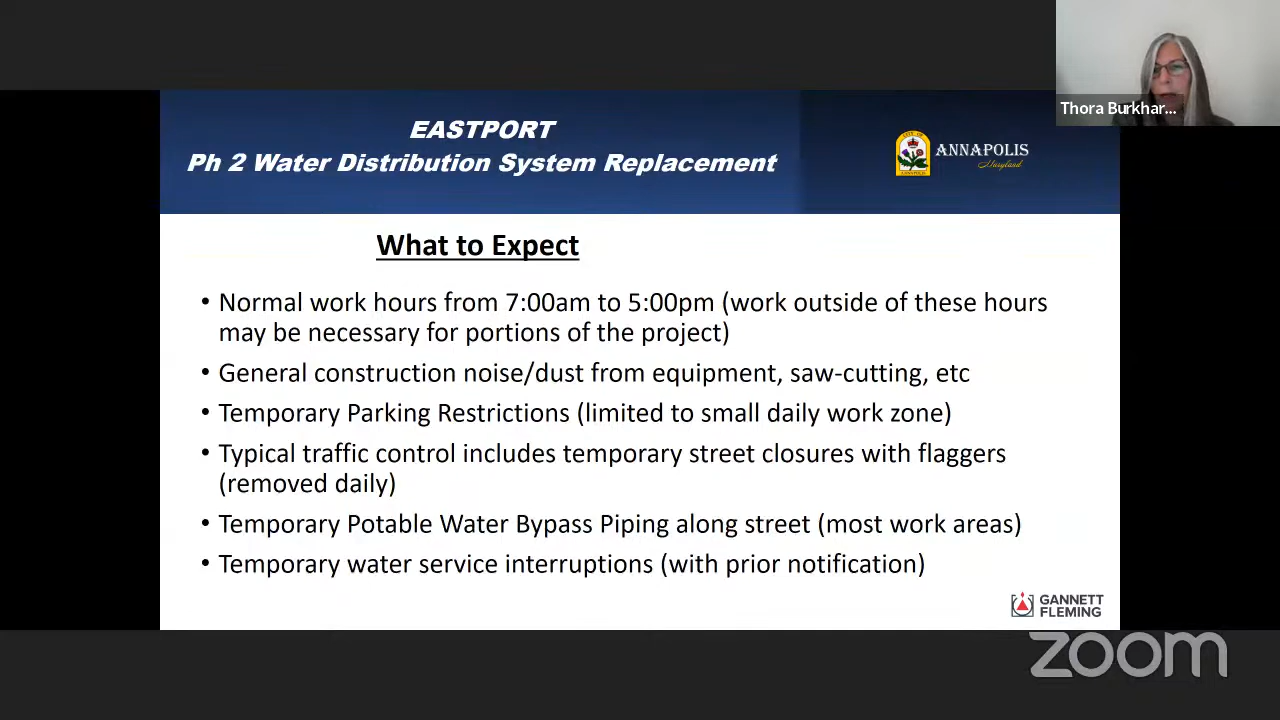 Thora Burkhar...
EASTPORT
Ph 2 Water Distribution System Replacement
ANNAPOLIS
Maryland
What to Expect
• Normal work hours from 7:00am to 5:00pm (work outside of these hours
may be necessary for portions of the project)
• General construction noise/dust from equipment, saw-cutting, etc
• Temporary Parking Restrictions (limited to small daily work zone)
• Typical traffic control includes temporary street closures with flaggers
(removed daily)
• Temporary Potable Water Bypass Piping along street (most work areas)
• Temporary water service interruptions (with prior notification)
GANNETT
FLEMING
zoom